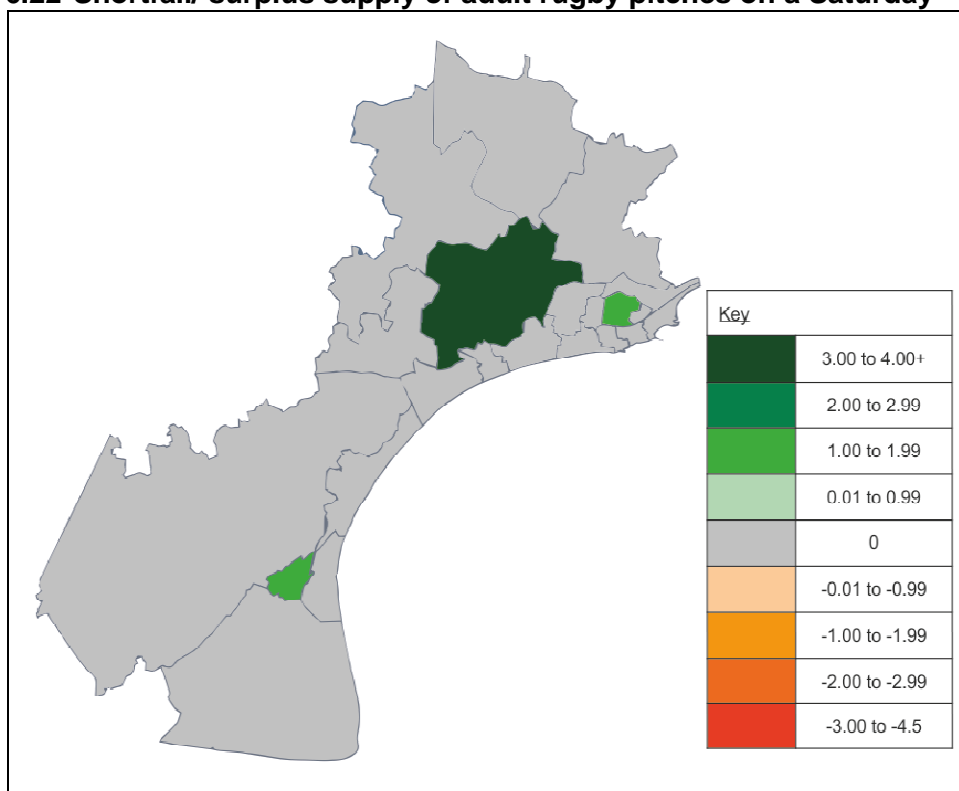 Shortfall/ surplus supply of adult rugby pitches on a Saturday
Key
3.00 to 4.00+
2.00 to 2.99
1.00 to 1.99
0.01 to 0.99
0
-0.01 to -0.99
-1.00 to -1.99
-2.00 to -2.99
-3.00 to -4.5